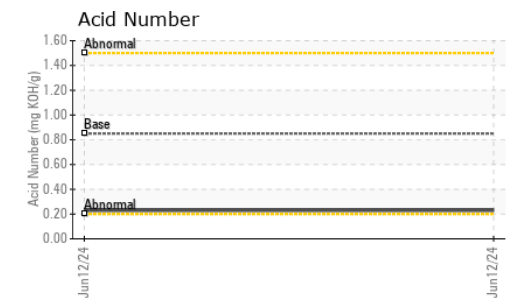 Acid Number
Acid Number (mg KOH/g)
1.60
1.40
1.20
1.00
0.80
0.60
0.40
0.20
0.00
Abnormal
Base
Abnormal
Jun12/24
Jun12/24